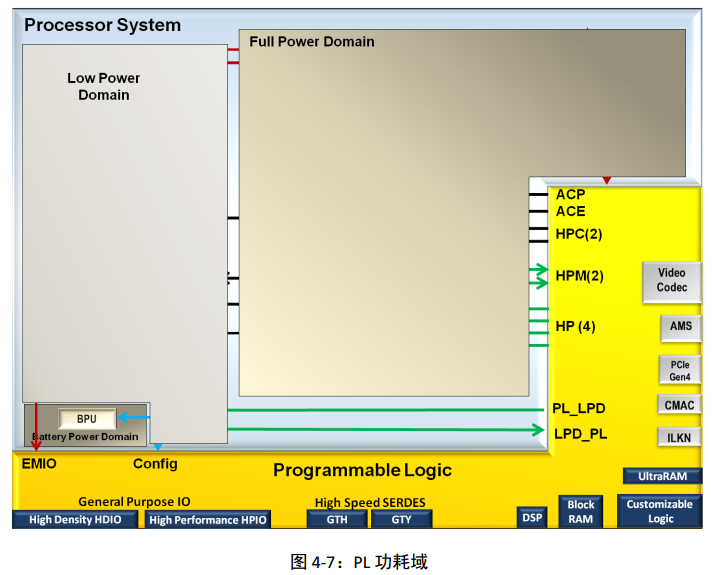 Processor System
Full Power Domain
Low Power
Domain
ACP
ACE
HPC(2)
HPM(2)
HP (4)
PL_LPD
LPD_PL
Video
Codec
AMS
PCIe
Gen4
CMAC
ILKN
BPU
Battery Power Domain
EMIO
Config
Programmable Logic
UltraRAM
General Purpose IO
High Speed SERDES
High Density HDIO
High Performance HPIO
GTH
GTY
DSP
Block
RAM
Customizable
Logic
图 4-7：PL 功耗域